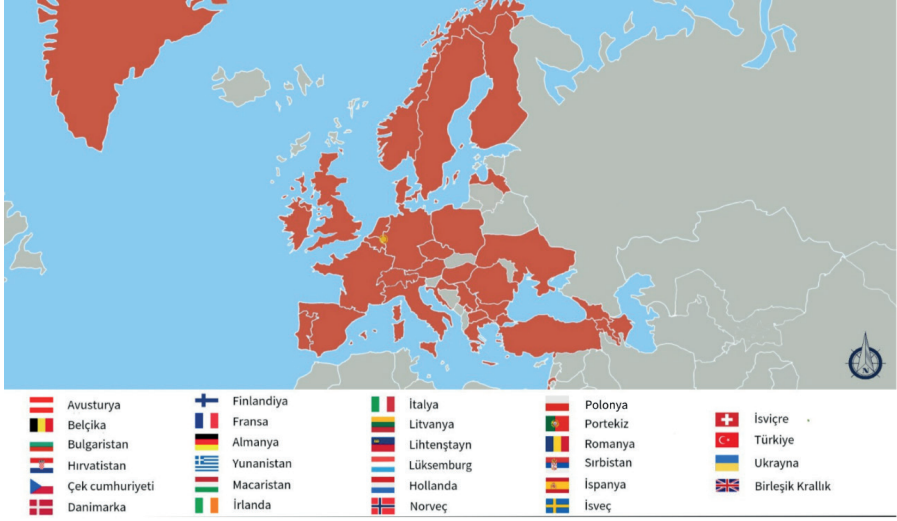 Avusturya
Belçika
Bulgaristan
Hırvatistan
Çek cumhuriyeti
Danimarka
Finlandiya
Fransa
Almanya
Yunanistan
Macaristan
İrlanda
İtalya
Litvanya
Lihtenştayn
Lüksemburg
Hollanda
Norveç
Polonya
Portekiz
Romanya
Sırbistan
İspanya
İsveç
İsviçre
Türkiye
Ukrayna
Birleşik Krallık